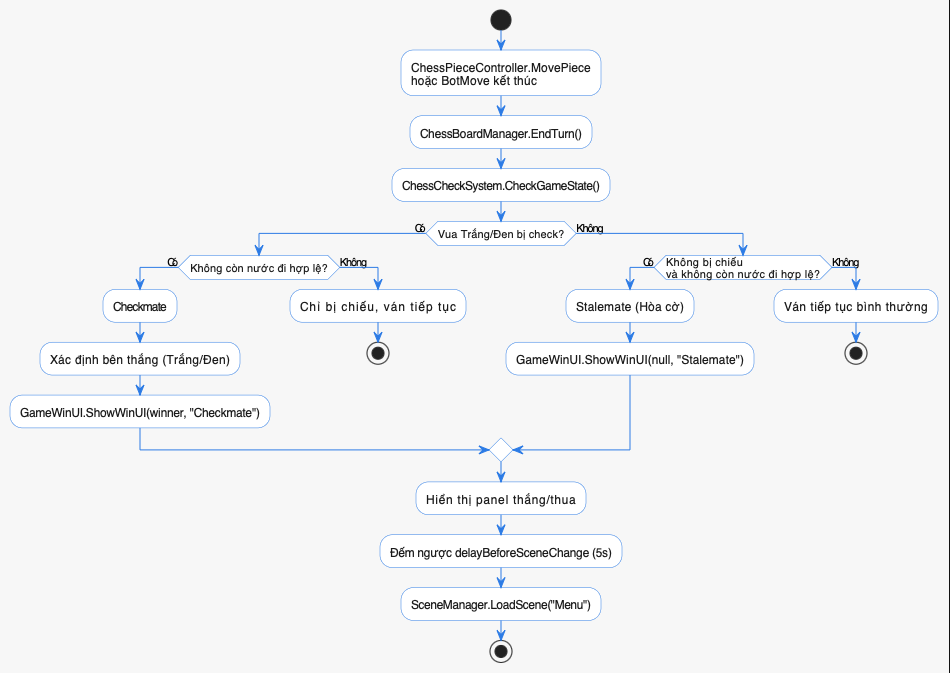 ChessPieceController.MovePiece
hoặc BotMove kết thúc
ChessBoardManager.EndTurn()
ChessCheckSystem.CheckGameState()
Có
Vua Trắng/Đen bị check?
Không
Có
Không còn nước đi hợp lệ?
Không
Có
Không bị chiếu
và không còn nước đi hợp lệ?
Không
Checkmate
Chỉ bị chiếu, ván tiếp tục
Stalemate (Hòa cờ)
Ván tiếp tục bình thường
Xác định bên thắng (Trắng/Đen)
GameWinUI.ShowWinUI(null, "Stalemate")
GameWinUI.ShowWinUI(winner, "Checkmate")
Hiển thị panel thắng/thua
Đếm ngược delayBeforeSceneChange (5s)
SceneManager.LoadScene("Menu")